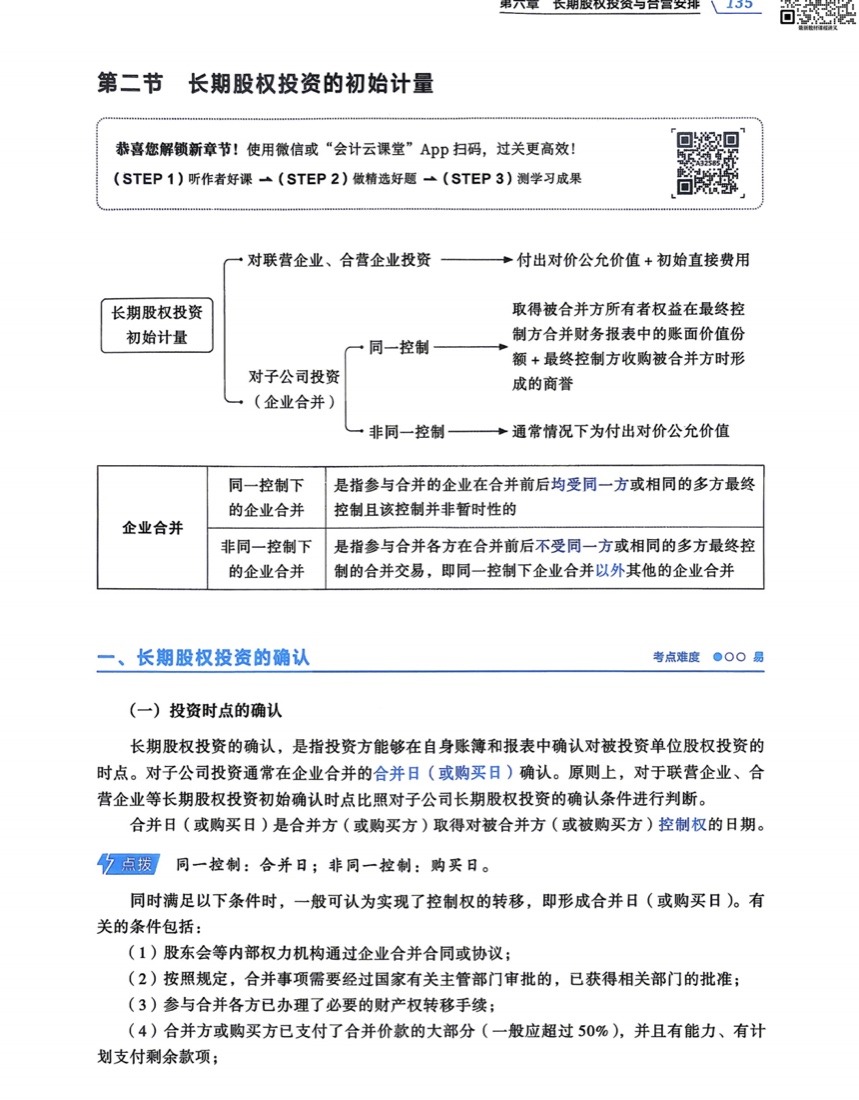 第六章 长期股权投资与合营安排 135
第二节 长期股权投资的初始计量
恭喜您解锁新章节！使用微信或“会计云课堂”App 扫码，过关更高效！
（STEP 1）听作者好课 → （STEP 2）做精选好题 → （STEP 3）测学习成果
长期股权投资
初始计量
对联营企业、合营企业投资
付出对价公允价值 + 初始直接费用
对子公司投资
（企业合并）
同一控制
取得被合并方所有者权益在最终控
制方合并财务报表中的账面价值份
额 + 最终控制方收购被合并方时形
成的商誉
非同一控制
通常情况下为付出对价公允价值
企业合并
同一控制下
的企业合并
是指参与合并的企业在合并前后均受同一方或相同的多方最终
控制且该控制并非暂时性的
非同一控制下
的企业合并
是指参与合并各方在合并前后不受同一方或相同的多方最终控
制的合并交易，即同一控制下企业合并以外其他的企业合并
一、长期股权投资的确认 考点难度 易
（一）投资时点的确认
长期股权投资的确认，是指投资方能够在自身账簿和报表中确认对被投资单位股权投资的
时点。对子公司投资通常在企业合并的合并日（或购买日）确认。原则上，对于联营企业、合
营企业等长期股权投资初始确认时点比照对子公司长期股权投资的确认条件进行判断。
合并日（或购买日）是合并方（或购买方）取得对被合并方（或被购买方）控制权的日期。
点拨 同一控制：合并日；非同一控制：购买日。
同时满足以下条件时，一般可认为实现了控制权的转移，即形成合并日（或购买日）。有
关的条件包括：
（1）股东会等内部权力机构通过企业合并合同或协议；
（2）按照规定，合并事项需要经过国家有关主管部门审批的，已获得相关部门的批准；
（3）参与合并各方已办理了必要的财产权转移手续；
（4）合并方或购买方已支付了合并价款的大部分（一般应超过 50%），并且有能力、有计
划支付剩余款项；